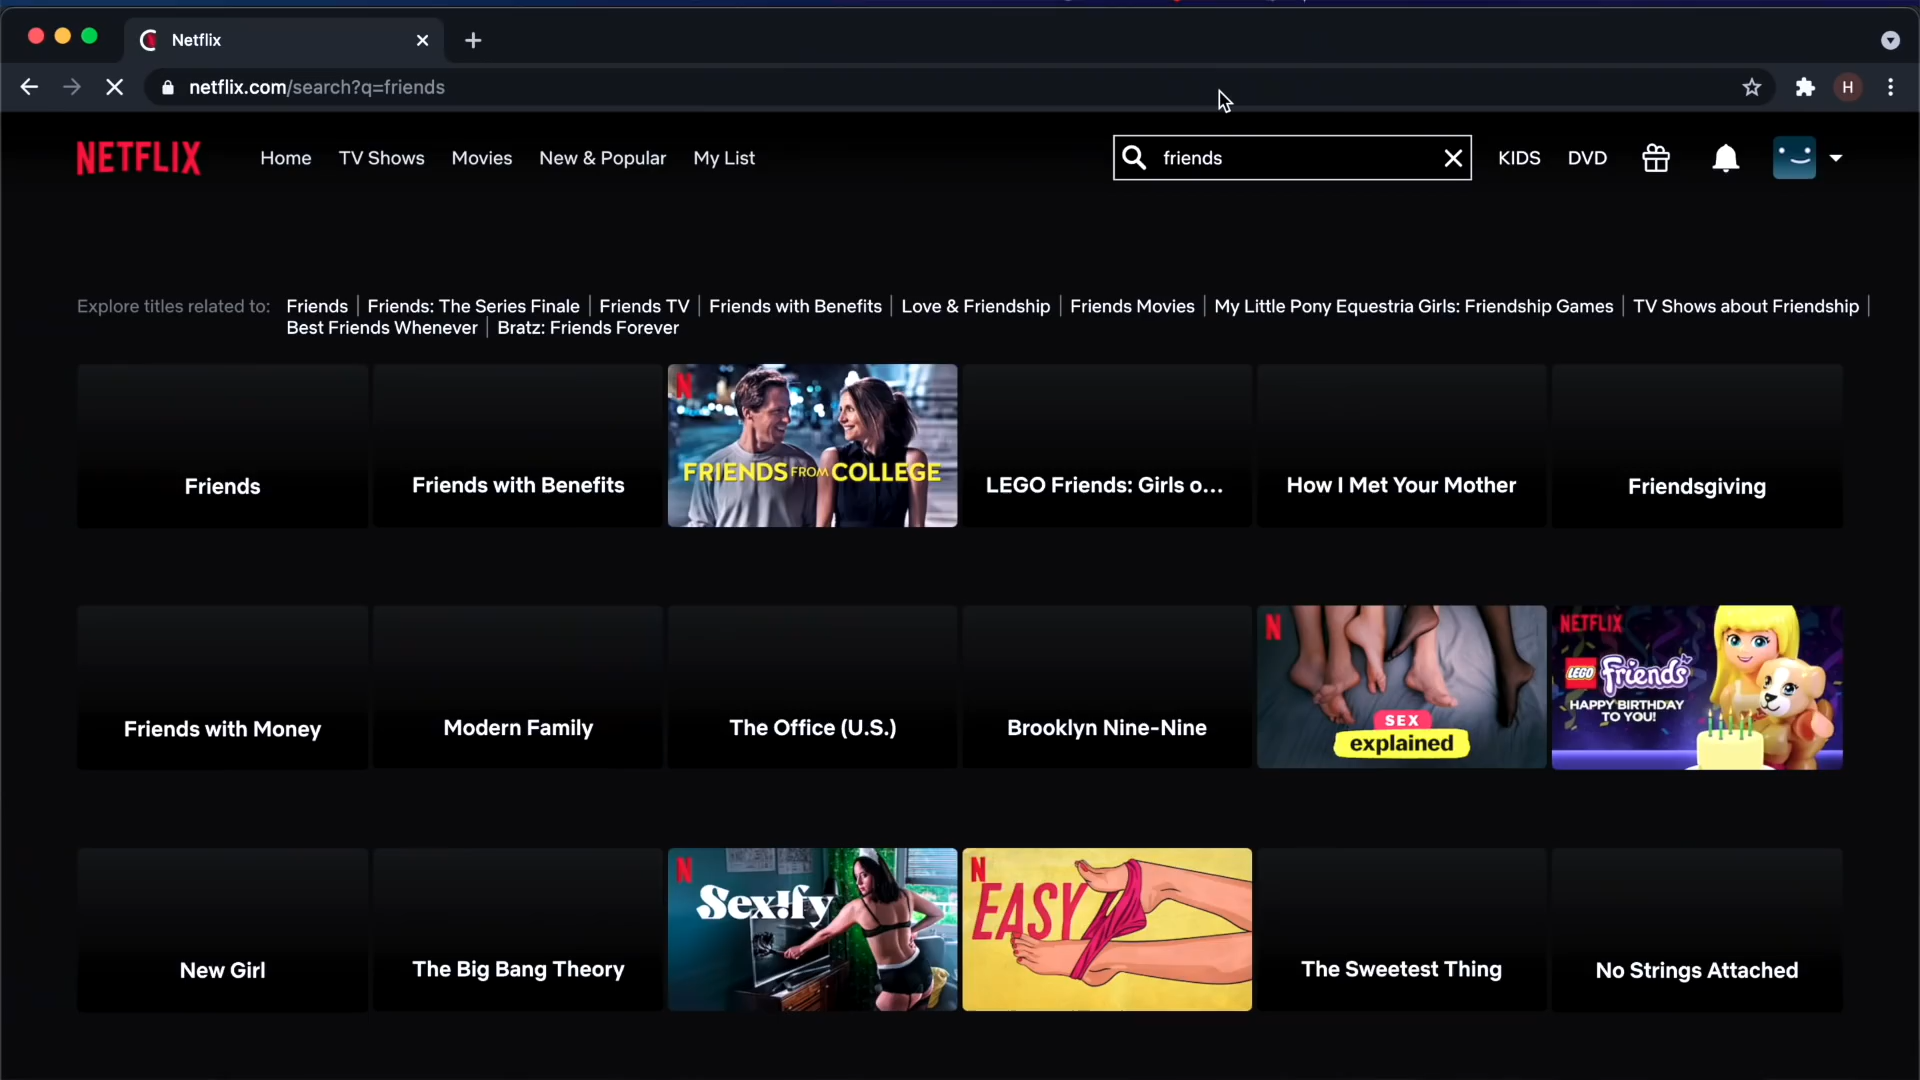 Netflix
netflix.com/search?q=friends
H
NETFLIX
Home
TV Shows
Movies
New & Popular
My List
friends
KIDS
DVD
Explore titles related to:
Friends | Friends: The Series Finale | Friends TV | Friends with Benefits | Love & Friendship | Friends Movies | My Little Pony Equestria Girls: Friendship Games | TV Shows about Friendship |
Best Friends Whenever | Bratz: Friends Forever
Friends
Friends with Benefits
N
FRIENDS FROM COLLEGE
LEGO Friends: Girls o...
How I Met Your Mother
Friendsgiving
Friends with Money
Modern Family
The Office (U.S.)
Brooklyn Nine-Nine
N
SEX
explained
NETFLIX
LEGO friends
HAPPY BIRTHDAY
TO YOU!
New Girl
The Big Bang Theory
N
Sex!fy
N
EASY
The Sweetest Thing
No Strings Attached